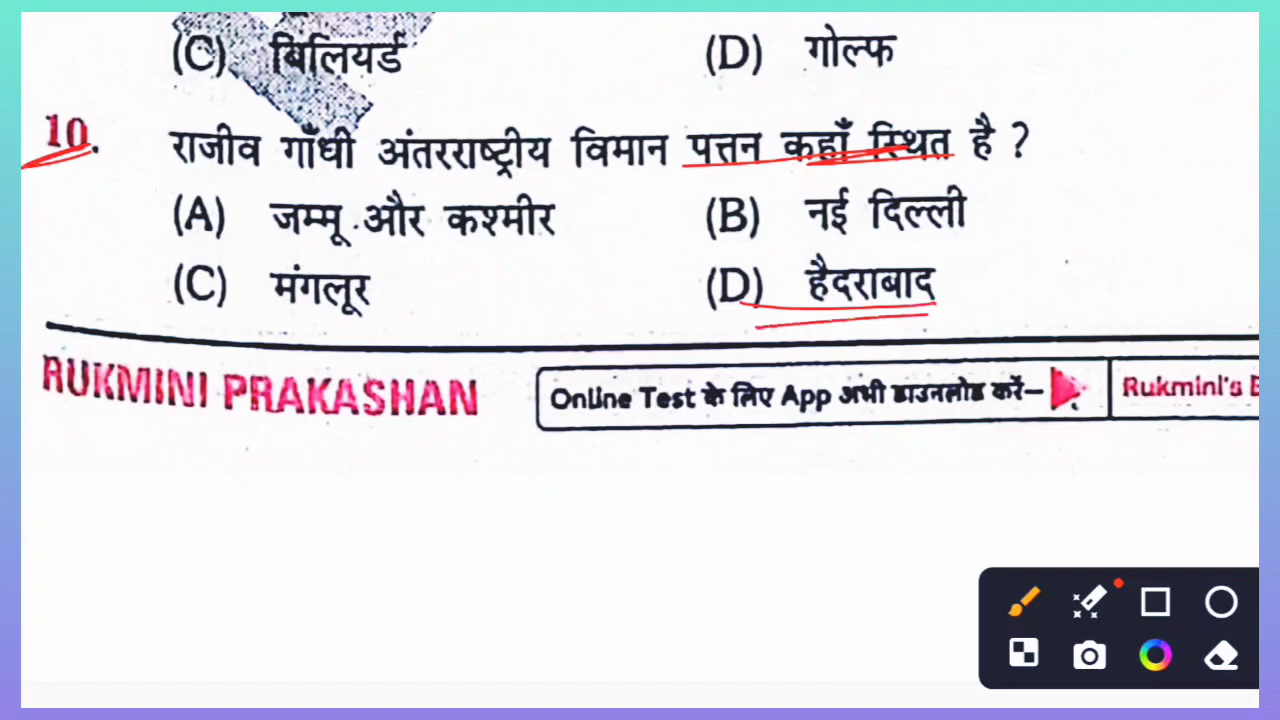 (C) बिलियर्ड (D) गोल्फ
10. राजीव गाँधी अंतरराष्ट्रीय विमान पत्तन कहाँ स्थित है ?
(A) जम्मू और कश्मीर (B) नई दिल्ली
(C) मंगलूर (D) हैदराबाद
RUKMINI PRAKASHAN Online Test के लिए App अभी डाउनलोड करें– Rukmini's